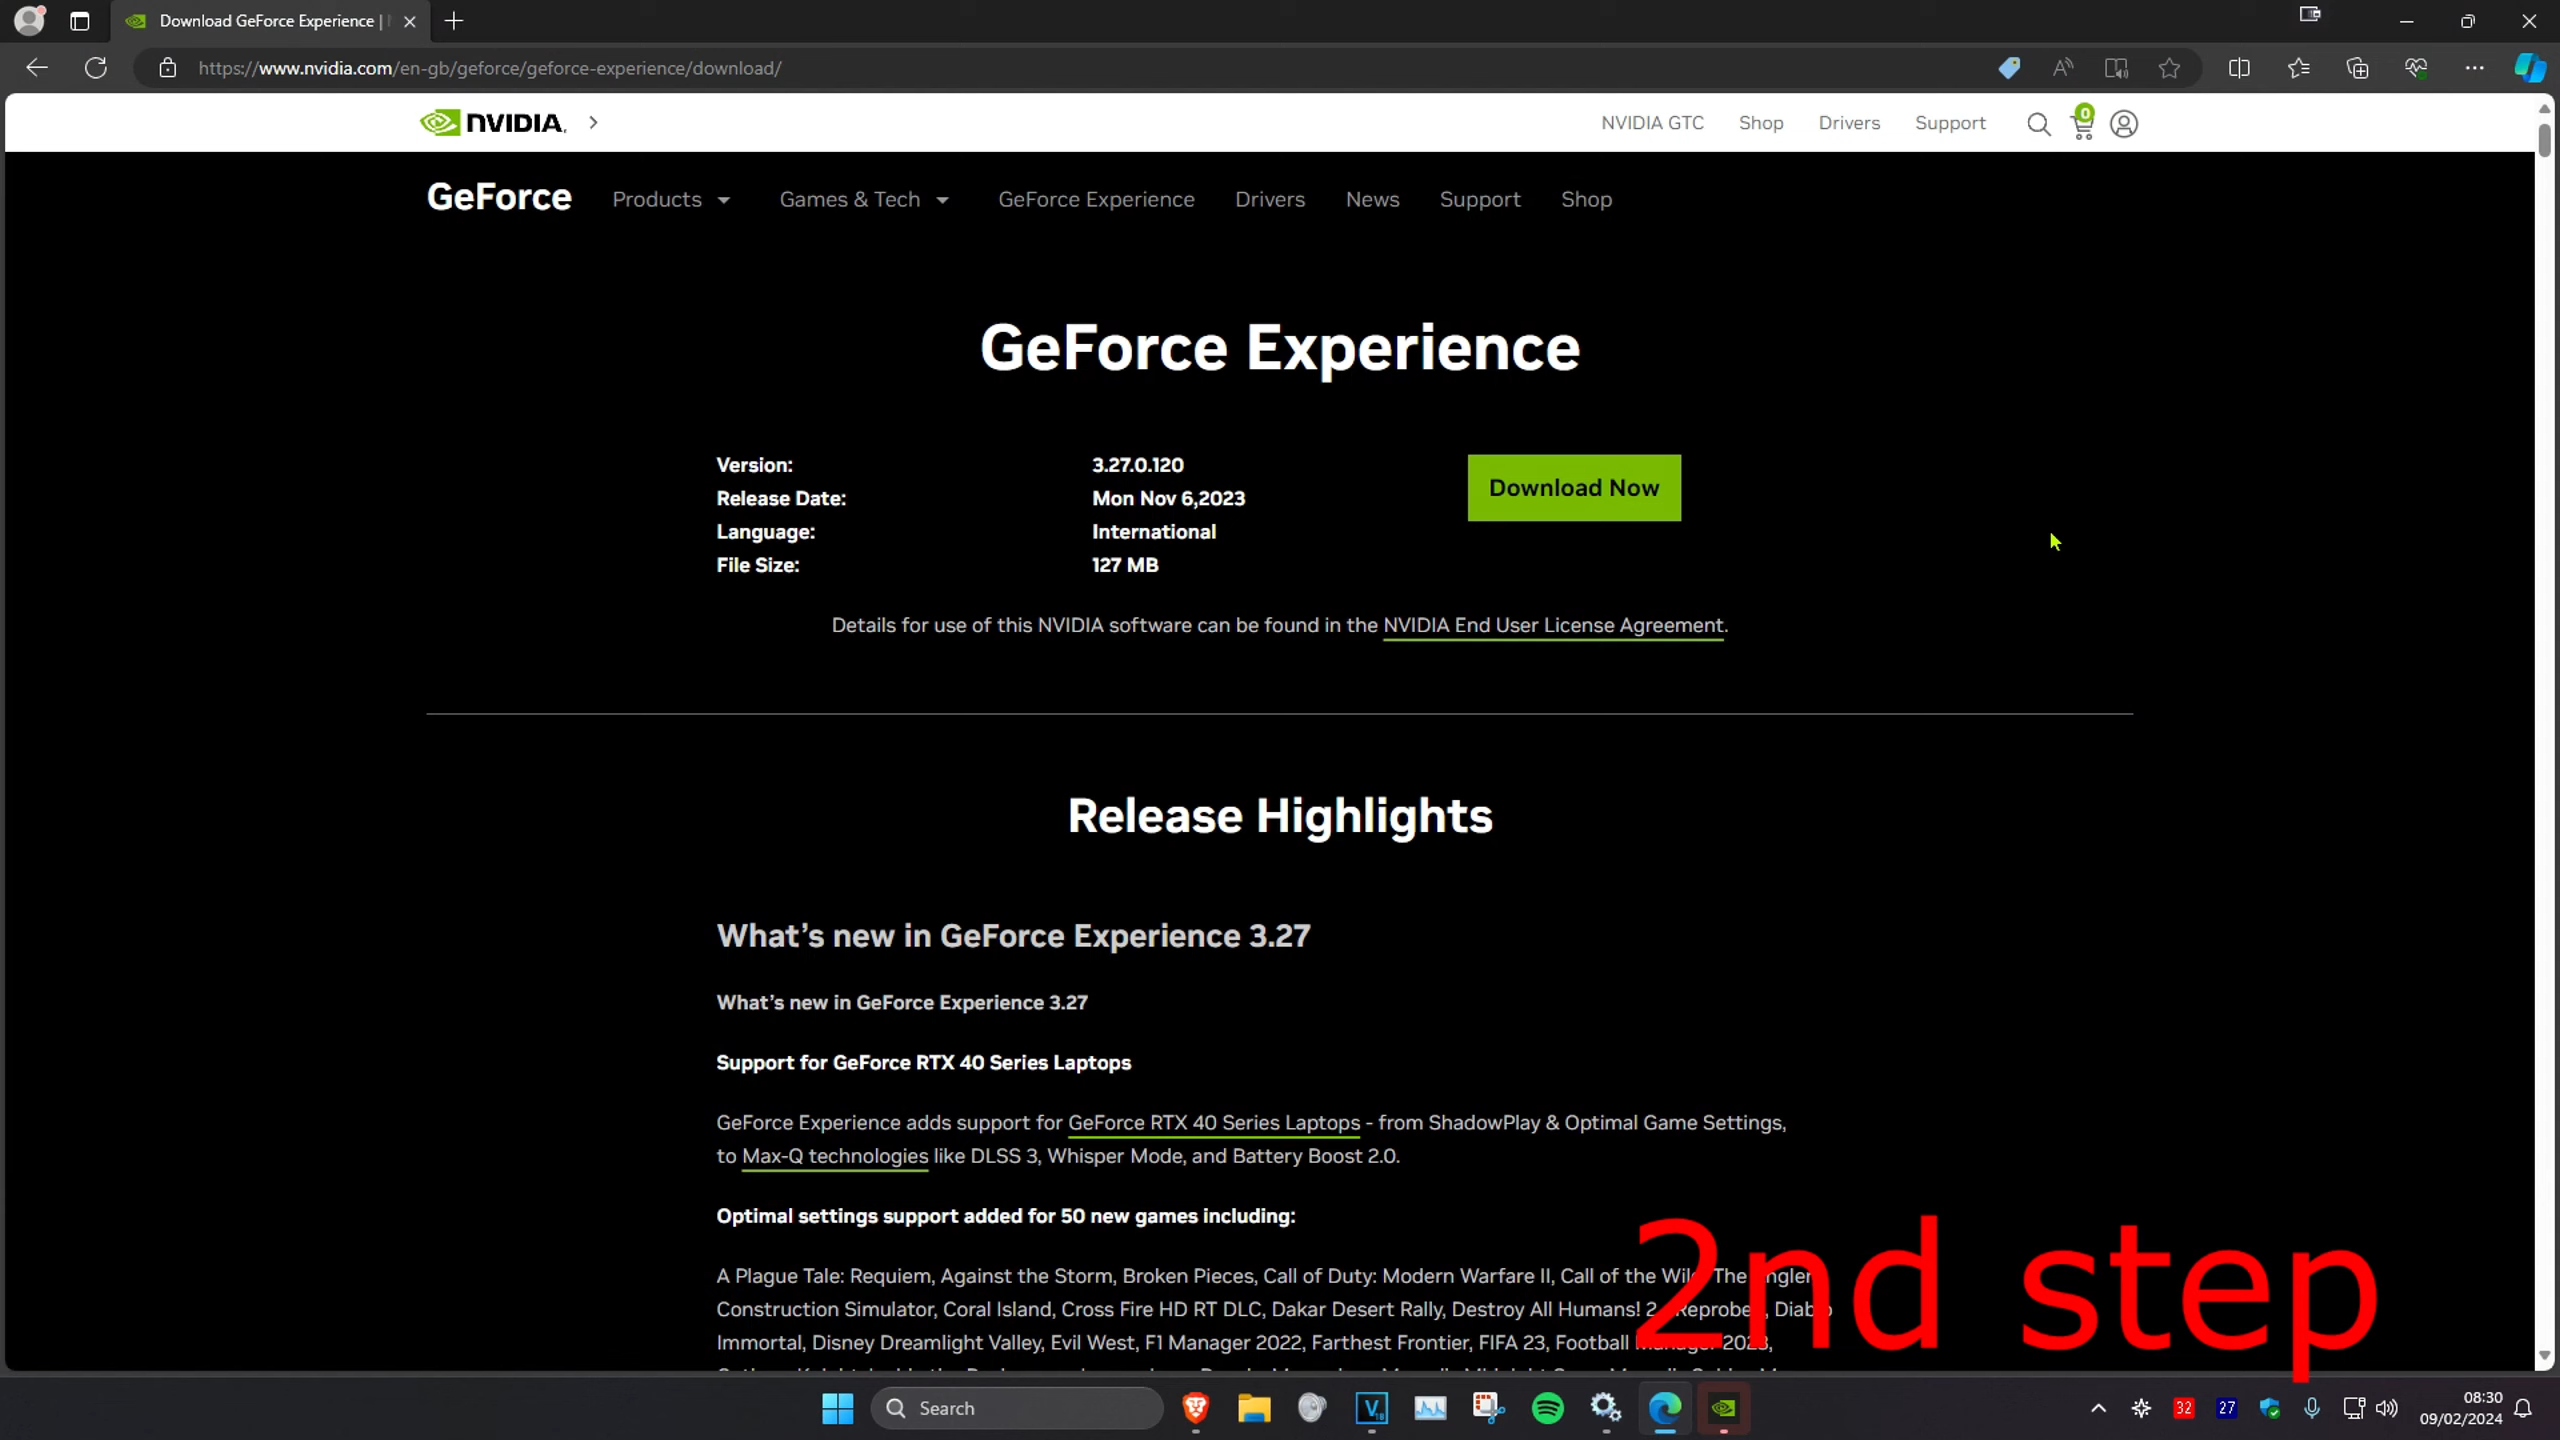 Download GeForce Experience |
https://www.nvidia.com/en-gb/geforce/geforce-experience/download/
NVIDIA
NVIDIA GTC Shop Drivers Support 0
GeForce Products Games & Tech GeForce Experience Drivers News Support Shop
GeForce Experience
Version: 3.27.0.120
Download Now
Release Date: Mon Nov 6,2023
Language: International
File Size: 127 MB
Details for use of this NVIDIA software can be found in the NVIDIA End User License Agreement.
Release Highlights
What's new in GeForce Experience 3.27
What's new in GeForce Experience 3.27
Support for GeForce RTX 40 Series Laptops
GeForce Experience adds support for GeForce RTX 40 Series Laptops - from ShadowPlay & Optimal Game Settings,
to Max-Q technologies like DLSS 3, Whisper Mode, and Battery Boost 2.0.
Optimal settings support added for 50 new games including:
A Plague Tale: Requiem, Against the Storm, Broken Pieces, Call of Duty: Modern Warfare II, Call of the Wild: The Angler
Construction Simulator, Coral Island, Cross Fire HD RT DLC, Dakar Desert Rally, Destroy All Humans! 2 - Reprobed, Diablo
Immortal, Disney Dreamlight Valley, Evil West, F1 Manager 2022, Farthest Frontier, FIFA 23, Football Manager 2023,
2nd step
Search
32
27
08:30
09/02/2024